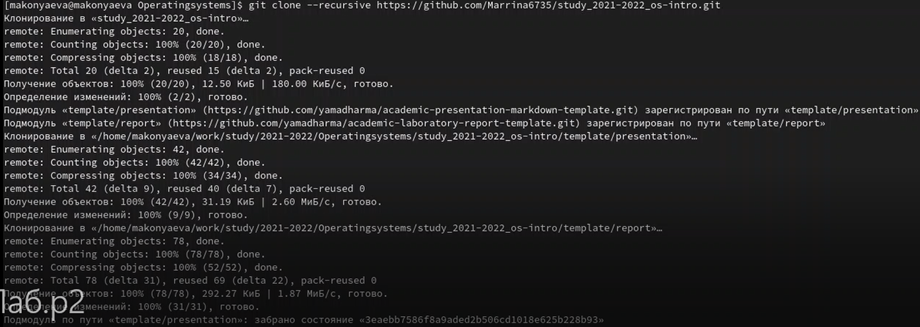 [makonyaeva@makonyaeva Operatingsystems]$ git clone --recursive https://github.com/Marrina6735/study_2021-2022_os-intro.git
Клонирование в «study_2021-2022_os-intro»…
remote: Enumerating objects: 20, done.
remote: Counting objects: 100% (20/20), done.
remote: Compressing objects: 100% (18/18), done.
remote: Total 20 (delta 2), reused 15 (delta 2), pack-reused 0
Получение объектов: 100% (20/20), 12.50 КиБ | 180.00 КиБ/с, готово.
Определение изменений: 100% (2/2), готово.
Подмодуль «template/presentation» (https://github.com/yamadharma/academic-presentation-markdown-template.git) зарегистрирован по пути «template/presentation»
Подмодуль «template/report» (https://github.com/yamadharma/academic-laboratory-report-template.git) зарегистрирован по пути «template/report»
Клонирование в «/home/makonyaeva/work/study/2021-2022/Operatingsystems/study_2021-2022_os-intro/template/presentation»…
remote: Enumerating objects: 42, done.
remote: Counting objects: 100% (42/42), done.
remote: Compressing objects: 100% (34/34), done.
remote: Total 42 (delta 9), reused 40 (delta 7), pack-reused 0
Получение объектов: 100% (42/42), 31.19 КиБ | 2.60 МиБ/с, готово.
Определение изменений: 100% (9/9), готово.
Клонирование в «/home/makonyaeva/work/study/2021-2022/Operatingsystems/study_2021-2022_os-intro/template/report»…
remote: Enumerating objects: 78, done.
remote: Counting objects: 100% (78/78), done.
remote: Compressing objects: 100% (52/52), done.
remote: Total 78 (delta 31), reused 69 (delta 22), pack-reused 0
Получение объектов: 100% (78/78), 292.27 КиБ | 1.87 МиБ/с, готово.
лаб.р2
Определение изменений: 100% (31/31), готово.
Подмодуль по пути «template/presentation»: забрано состояние «3eaebb7586f8a9aded2b506cd1018e625b228b93»